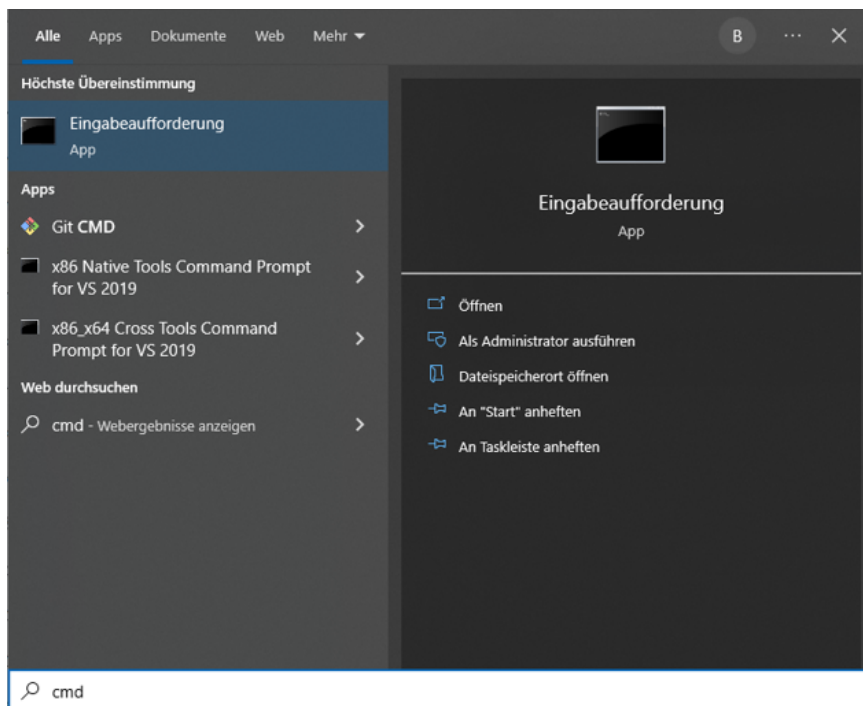 Alle Apps Dokumente Web Mehr B ...
Höchste Übereinstimmung
Eingabeaufforderung
App
Apps
Git CMD
x86 Native Tools Command Prompt
for VS 2019
x86_x64 Cross Tools Command
Prompt for VS 2019
Web durchsuchen
cmd - Webergebnisse anzeigen
Eingabeaufforderung
App
Öffnen
Als Administrator ausführen
Dateispeicherort öffnen
An "Start" anheften
An Taskleiste anheften
cmd